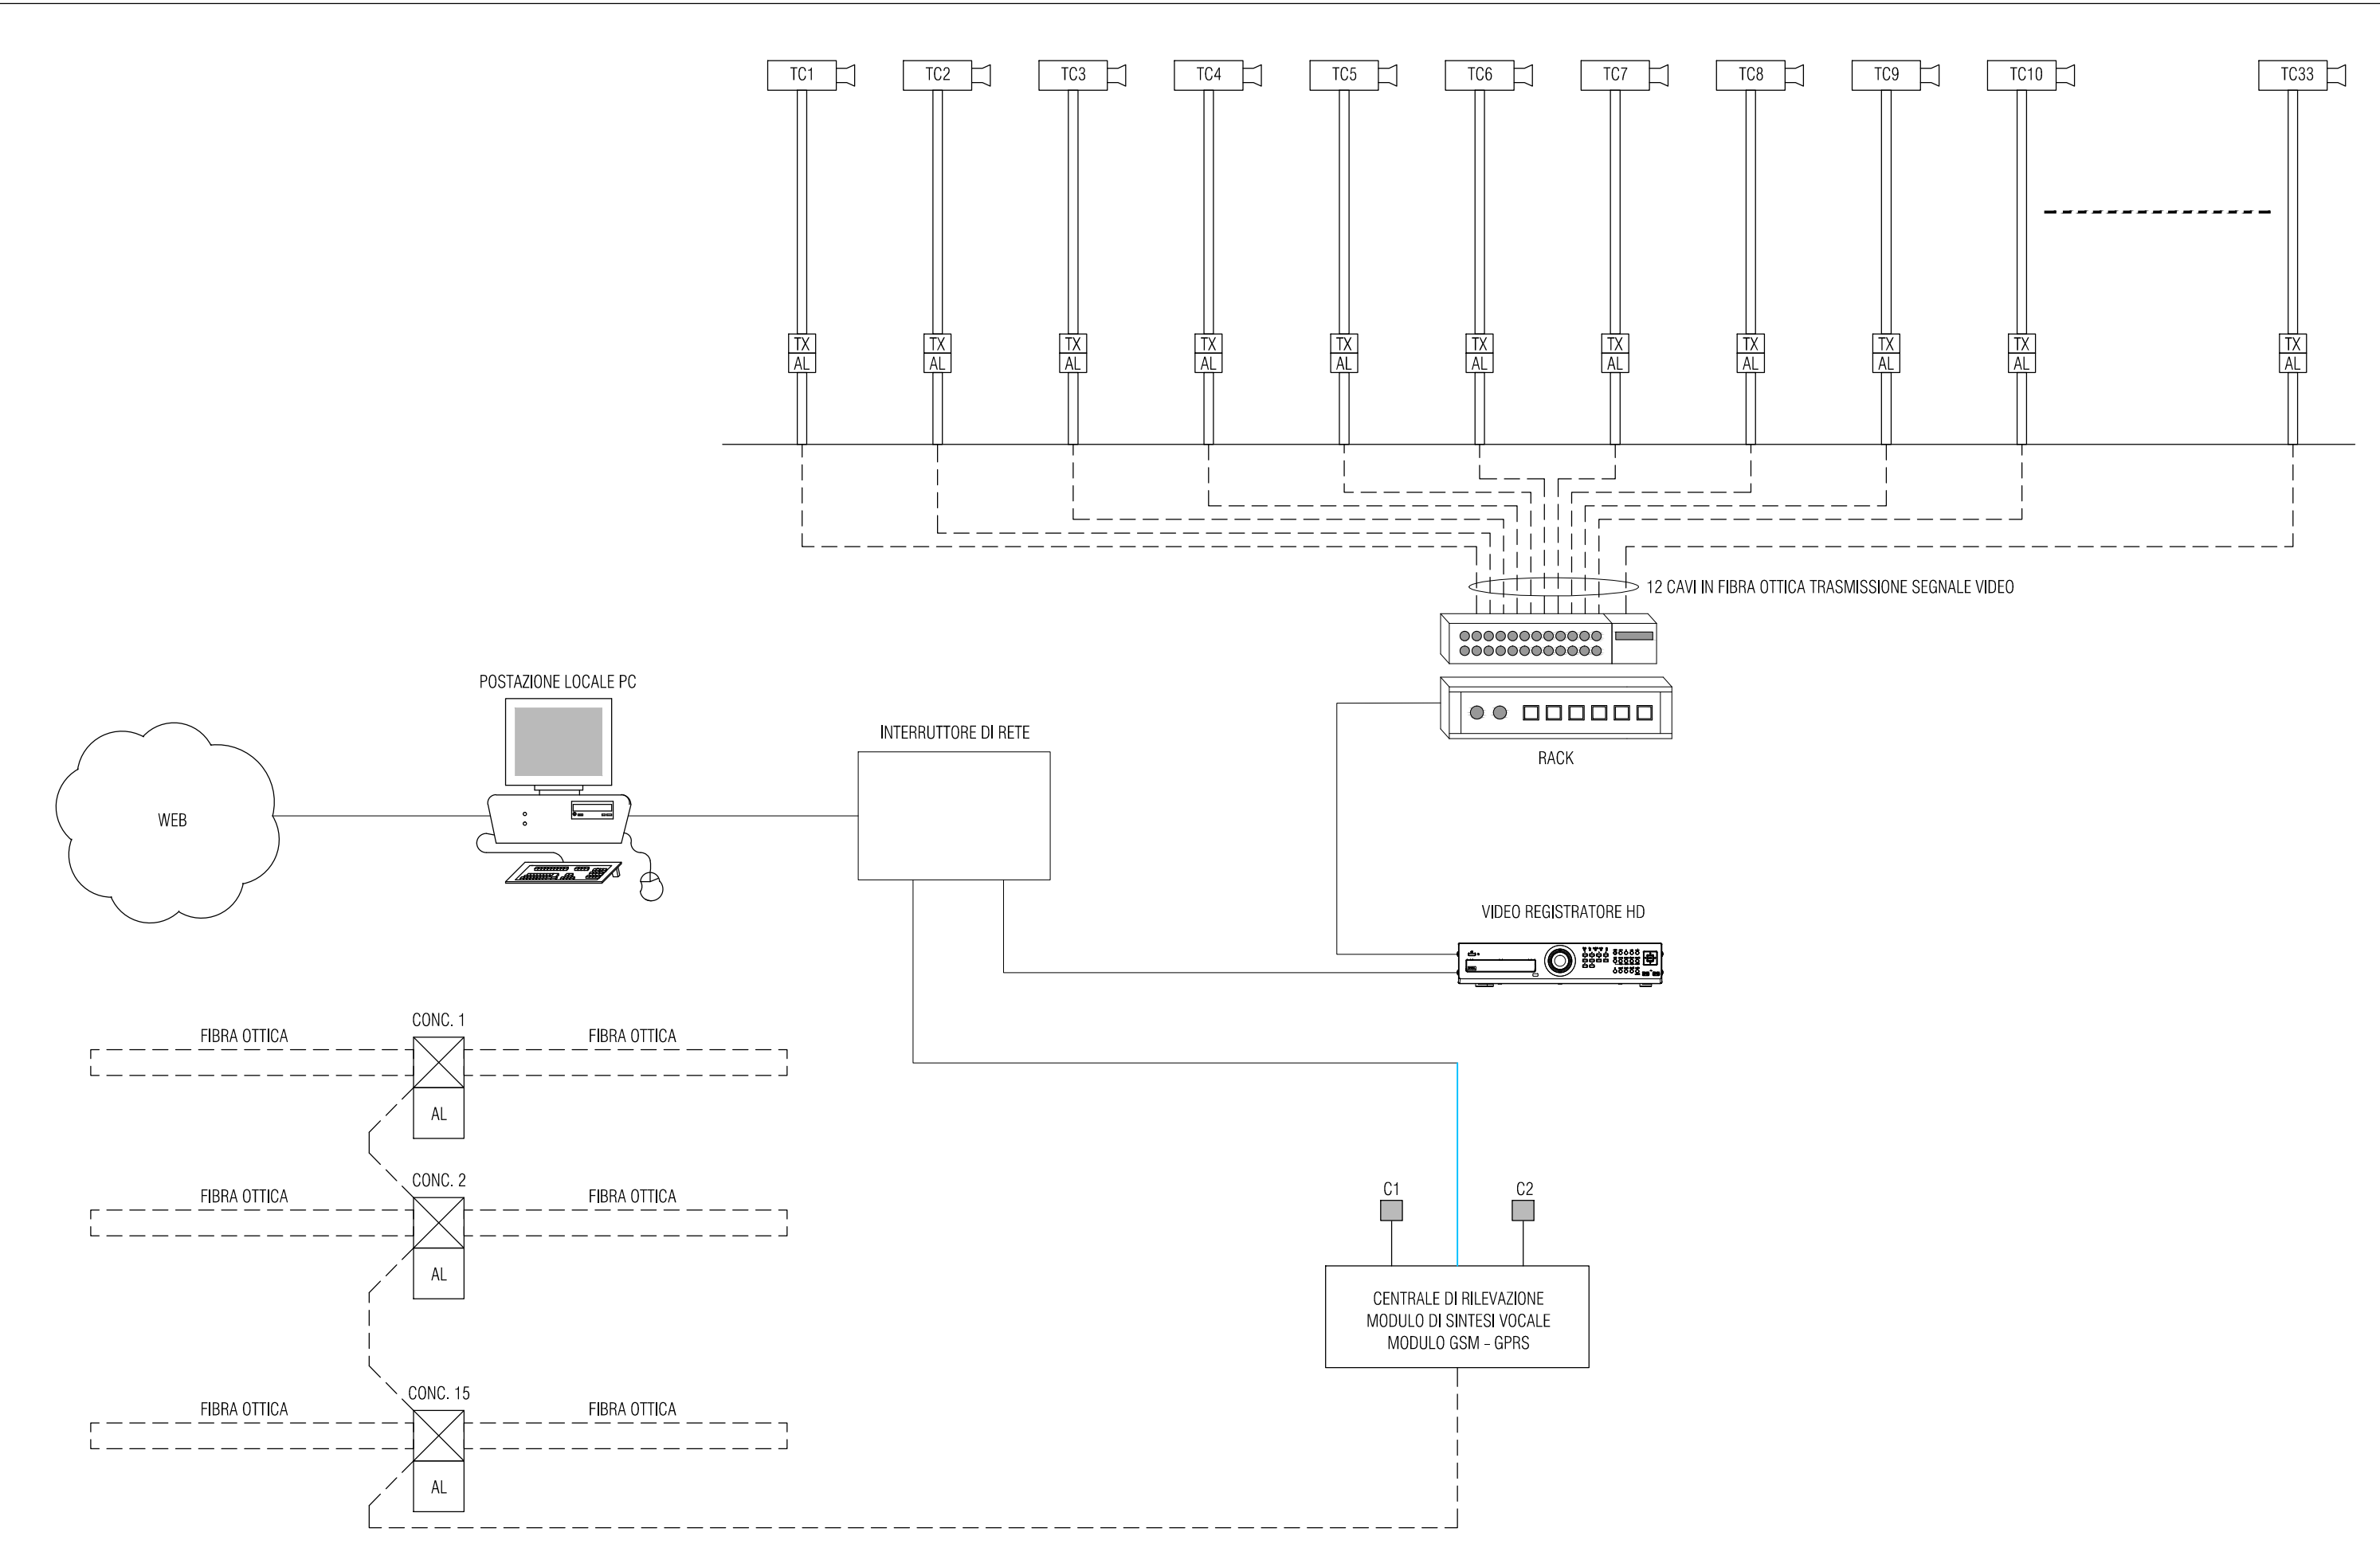 TC1
TC2
TC3
TC4
TC5
TC6
TC7
TC8
TC9
TC10
TC33
TX
AL
TX
AL
TX
AL
TX
AL
TX
AL
TX
AL
TX
AL
TX
AL
TX
AL
TX
AL
TX
AL
12 CAVI IN FIBRA OTTICA TRASMISSIONE SEGNALE VIDEO
RACK
POSTAZIONE LOCALE PC
INTERRUTTORE DI RETE
WEB
VIDEO REGISTRATORE HD
CONC. 1
FIBRA OTTICA
FIBRA OTTICA
AL
CONC. 2
FIBRA OTTICA
FIBRA OTTICA
AL
CONC. 15
FIBRA OTTICA
FIBRA OTTICA
AL
C1
C2
CENTRALE DI RILEVAZIONE
MODULO DI SINTESI VOCALE
MODULO GSM - GPRS